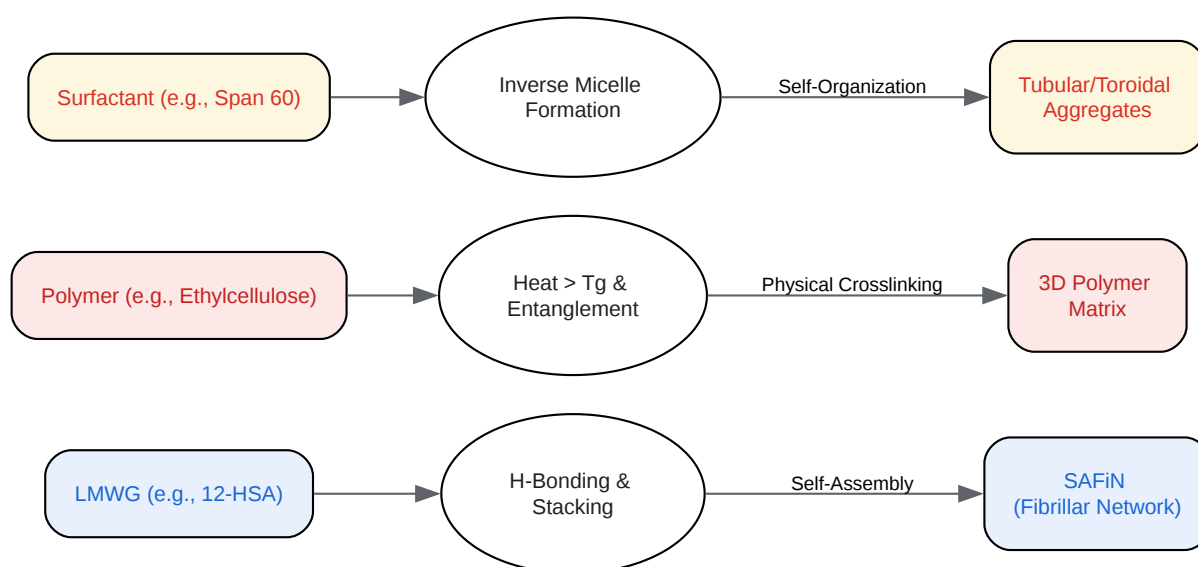 Surfactant (e.g., Span 60)
Inverse Micelle
Formation
Self-Organization
Tubular/Toroidal
Aggregates
Polymer (e.g., Ethylcellulose)
Heat > Tg &
Entanglement
Physical Crosslinking
3D Polymer
Matrix
LMWG (e.g., 12-HSA)
H-Bonding &
Stacking
Self-Assembly
SAFiN
(Fibrillar Network)